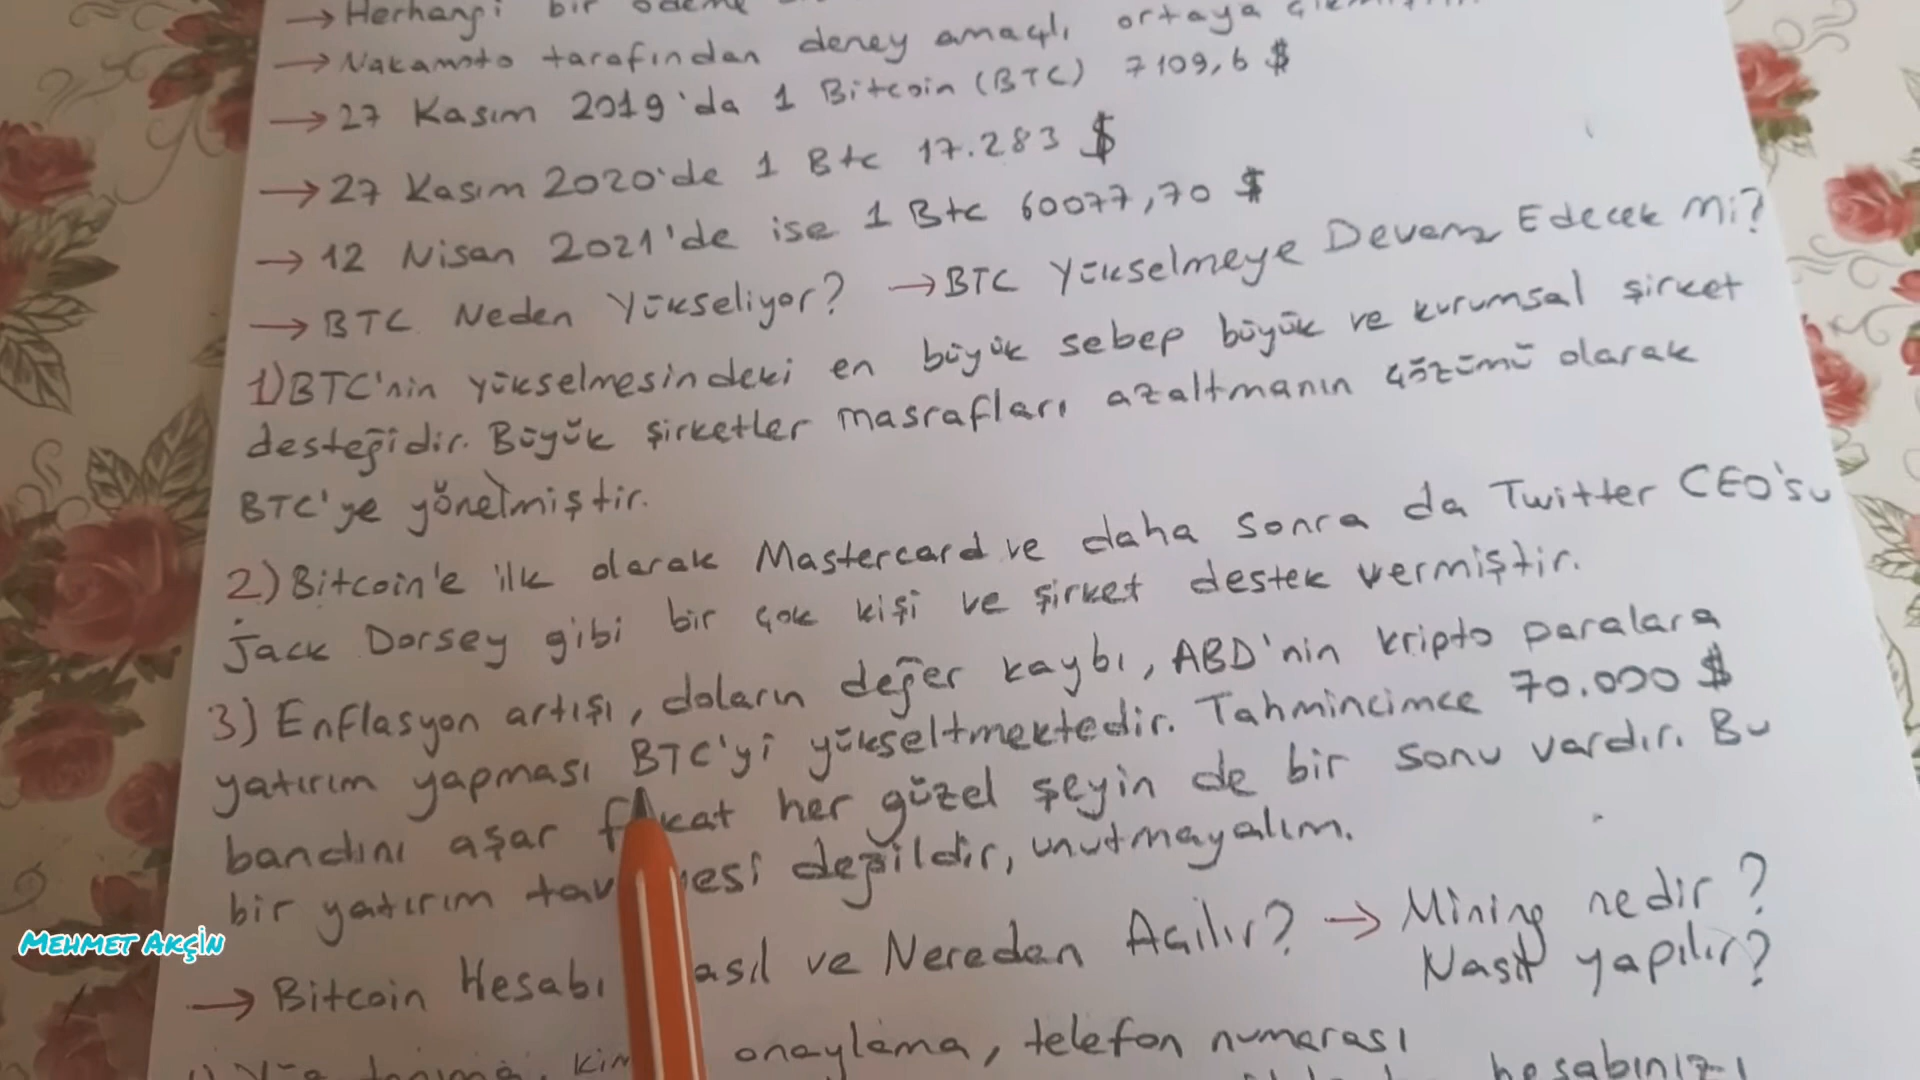 → Herhangi bir ödeme
→ Nakamoto tarafından deney amaçlı ortaya
→ 27 Kasım 2019'da 1 Bitcoin (BTC) 7109,6 $
→ 27 Kasım 2020'de 1 Btc 17.283 $
→ 12 Nisan 2021'de ise 1 Btc 60077,70 $
→ BTC Neden Yükseliyor? → BTC Yükselmeye Devam Edecek Mi?
1) BTC'nin yükselmesindeki en büyük sebep büyük ve kurumsal şirket
desteğidir. Büyük şirketler masrafları azaltmanın çözümü olarak
BTC'ye yönelmiştir.
2) Bitcoin'e ilk olarak Mastercard ve daha sonra da Twitter CEO'su
Jack Dorsey gibi bir çok kişi ve şirket destek vermiştir.
3) Enflasyon artışı, doların değer kaybı, ABD'nin kripto paralara
yatırım yapması BTC'yi yükseltmektedir. Tahmincimce 70.000 $
bandını aşar fakat her güzel şeyin de bir sonu vardır. Bu
bir yatırım değildir, unutmayalım.
→ Bitcoin Hesabı Nasıl ve Nereden Açılır? → Mining nedir?
Nasıl yapılır?
onaylama, telefon numarası
hesabınızı
MEHMET AKÇİN